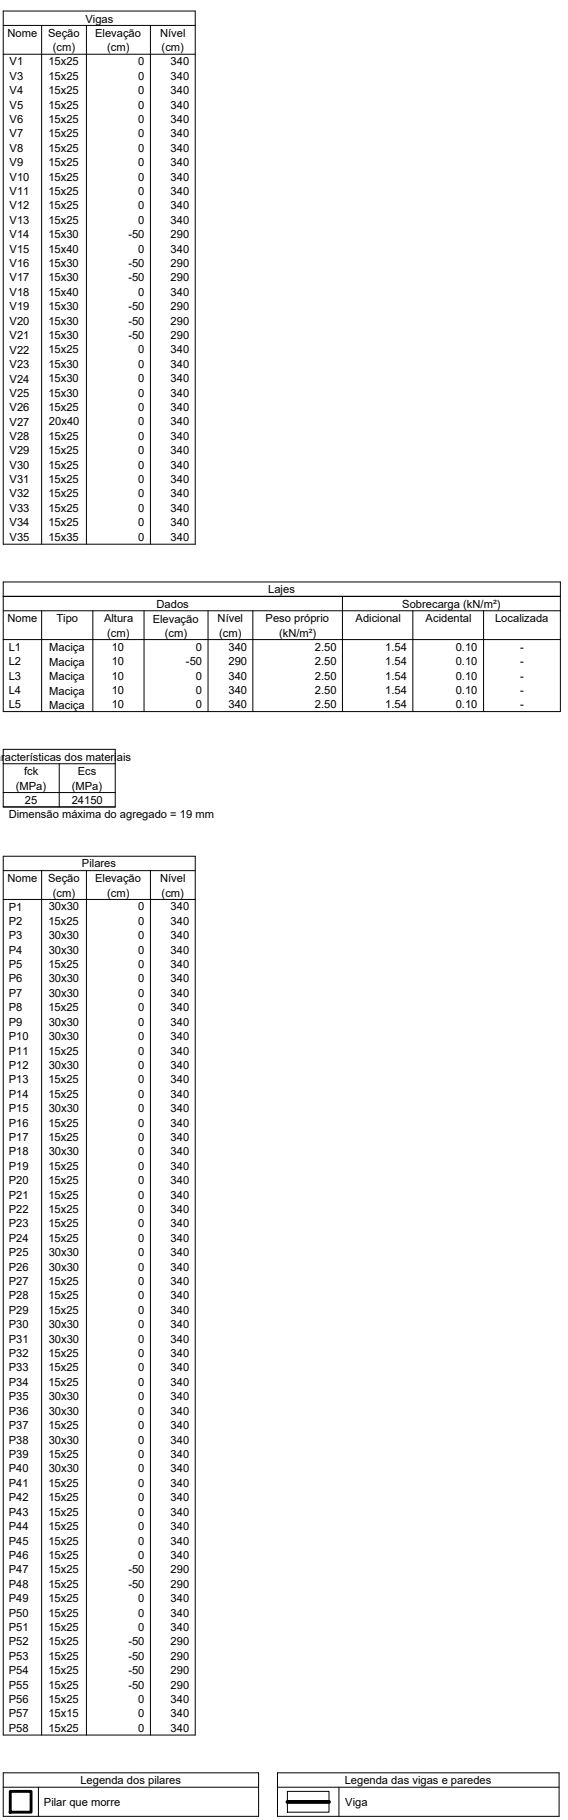 Vigas
Nome Seção Elevação Nível
(cm) (cm) (cm)
V1 15x25 0 340
V3 15x25 0 340
V4 15x25 0 340
V5 15x25 0 340
V6 15x25 0 340
V7 15x25 0 340
V8 15x25 0 340
V9 15x25 0 340
V10 15x25 0 340
V11 15x25 0 340
V12 15x25 0 340
V13 15x25 0 340
V14 15x30 -50 290
V15 15x40 0 340
V16 15x30 -50 290
V17 15x30 -50 290
V18 15x40 0 340
V19 15x30 -50 290
V20 15x30 -50 290
V21 15x30 -50 290
V22 15x25 0 340
V23 15x30 0 340
V24 15x30 0 340
V25 15x30 0 340
V26 15x25 0 340
V27 20x40 0 340
V28 15x25 0 340
V29 15x25 0 340
V30 15x25 0 340
V31 15x25 0 340
V32 15x25 0 340
V33 15x25 0 340
V34 15x25 0 340
V35 15x35 0 340
Lajes
Dados Sobrecarga (kN/m²)
Nome Tipo Altura Elevação Nível Peso próprio Adicional Acidental Localizada
(cm) (cm) (cm) (kN/m²)
L1 Maciça 10 0 340 2.50 1.54 0.10 -
L2 Maciça 10 -50 290 2.50 1.54 0.10 -
L3 Maciça 10 0 340 2.50 1.54 0.10 -
L4 Maciça 10 0 340 2.50 1.54 0.10 -
L5 Maciça 10 0 340 2.50 1.54 0.10 -
racterísticas dos materiais
fck Ecs
(MPa) (MPa)
25 24150
Dimensão máxima do agregado = 19 mm
Pilares
Nome Seção Elevação Nível
(cm) (cm) (cm)
P1 30x30 0 340
P2 15x25 0 340
P3 30x30 0 340
P4 30x30 0 340
P5 15x25 0 340
P6 30x30 0 340
P7 30x30 0 340
P8 15x25 0 340
P9 30x30 0 340
P10 30x30 0 340
P11 15x25 0 340
P12 30x30 0 340
P13 15x25 0 340
P14 15x25 0 340
P15 30x30 0 340
P16 15x25 0 340
P17 15x25 0 340
P18 30x30 0 340
P19 15x25 0 340
P20 15x25 0 340
P21 15x25 0 340
P22 15x25 0 340
P23 15x25 0 340
P24 15x25 0 340
P25 30x30 0 340
P26 30x30 0 340
P27 15x25 0 340
P28 15x25 0 340
P29 15x25 0 340
P30 30x30 0 340
P31 30x30 0 340
P32 15x25 0 340
P33 15x25 0 340
P34 15x25 0 340
P35 30x30 0 340
P36 30x30 0 340
P37 15x25 0 340
P38 30x30 0 340
P39 15x25 0 340
P40 30x30 0 340
P41 15x25 0 340
P42 15x25 0 340
P43 15x25 0 340
P44 15x25 0 340
P45 15x25 0 340
P46 15x25 0 340
P47 15x25 -50 290
P48 15x25 -50 290
P49 15x25 0 340
P50 15x25 0 340
P51 15x25 0 340
P52 15x25 -50 290
P53 15x25 -50 290
P54 15x25 -50 290
P55 15x25 -50 290
P56 15x25 0 340
P57 15x15 0 340
P58 15x25 0 340
Legenda dos pilares
Pilar que morre
Legenda das vigas e paredes
Viga